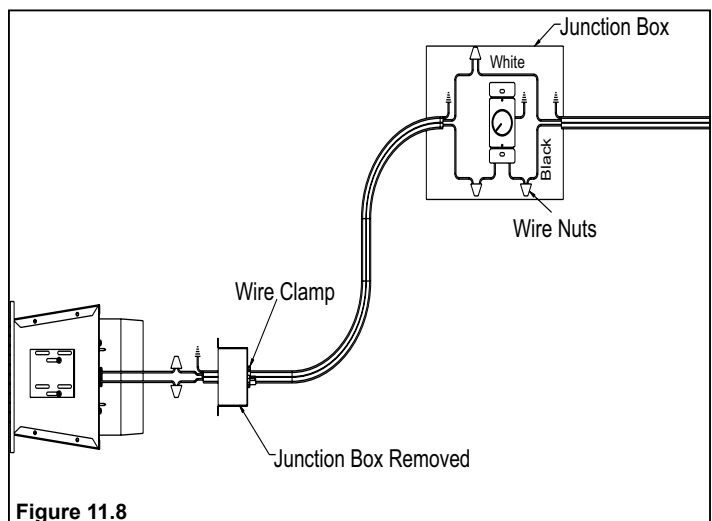 Junction Box
White
Black
Wire Nuts
Wire Clamp
Junction Box Removed
Figure 11.8